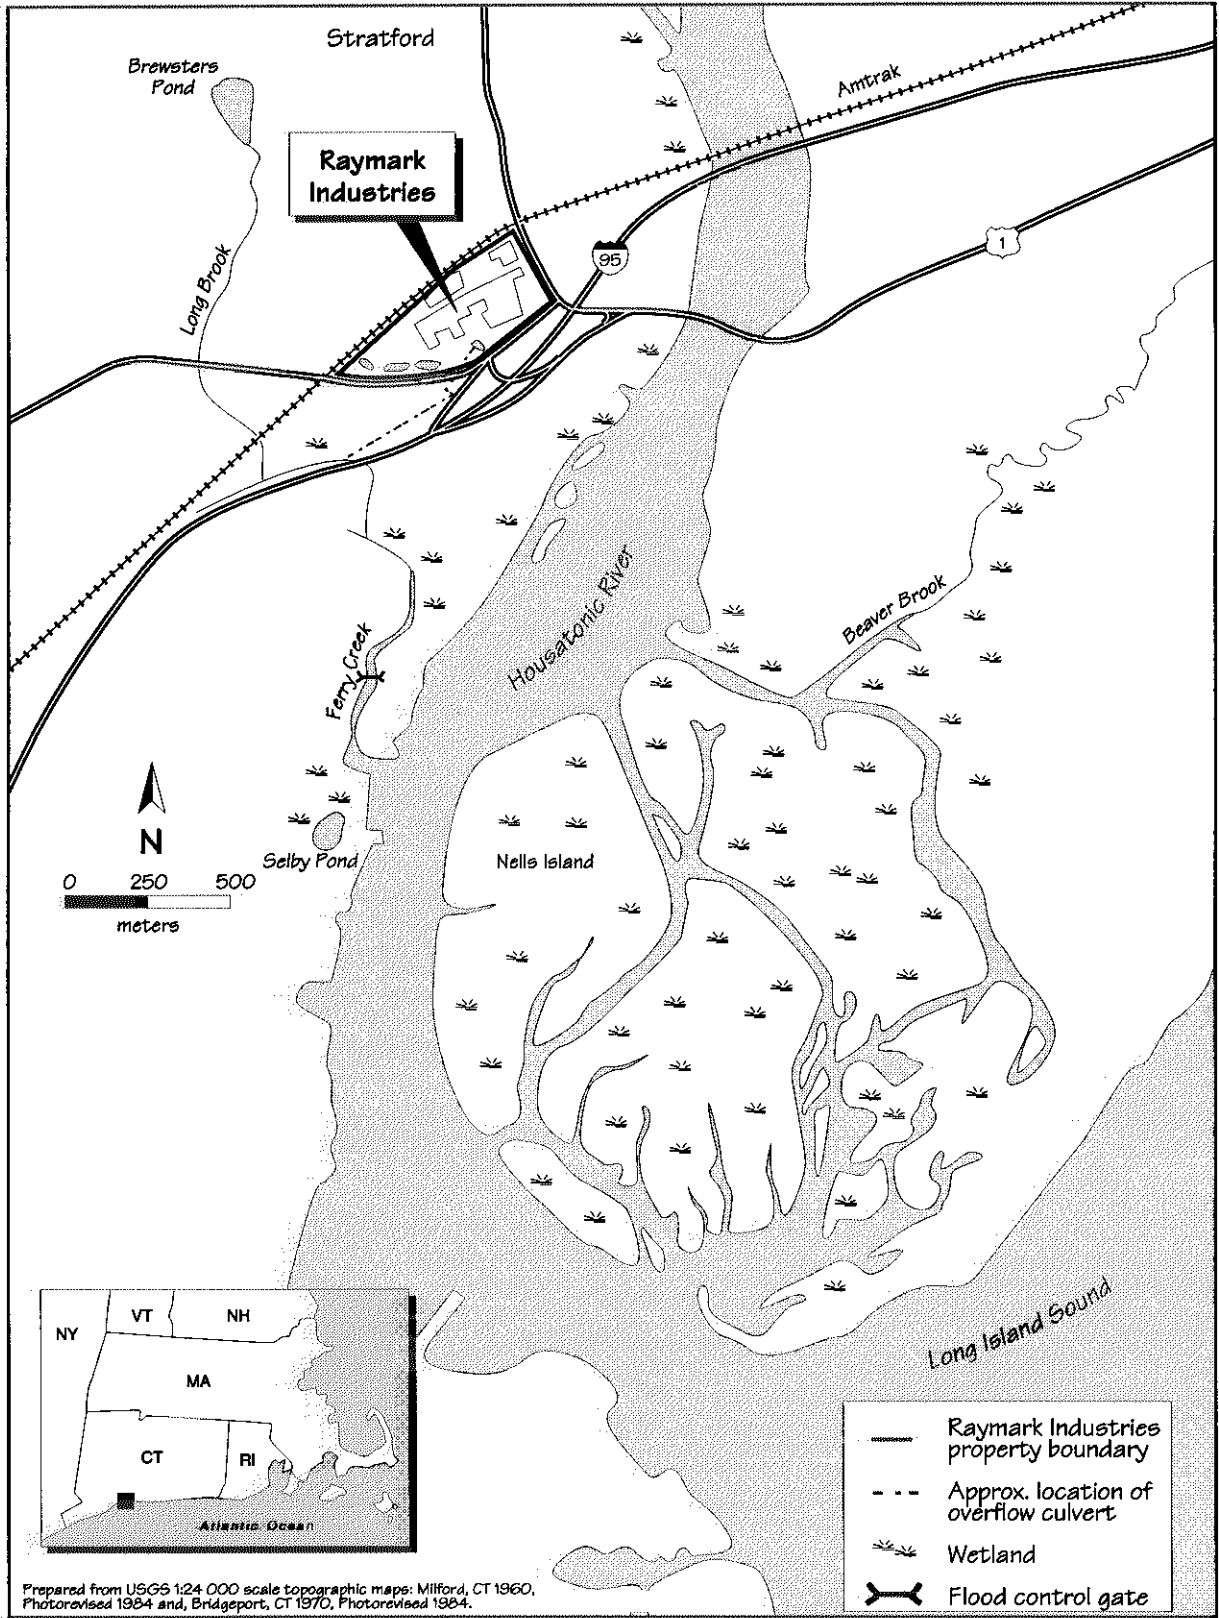 Stratford
Brewsters
Pond
Amtrak
Raymark
Industries
95
1
Long Brook
Housatonic River
Beaver Brook
Ferry Creek
N
Selby Pond
Nells Island
0 250 500
meters
Long Island Sound
NY
VT
NH
MA
CT
RI
Atlantic Ocean
Raymark Industries
property boundary
Approx. location of
overflow culvert
Wetland
Flood control gate
Prepared from USGS 1:24 000 scale topographic maps: Milford, CT 1960,
Photorevised 1984 and, Bridgeport, CT 1970, Photorevised 1984.